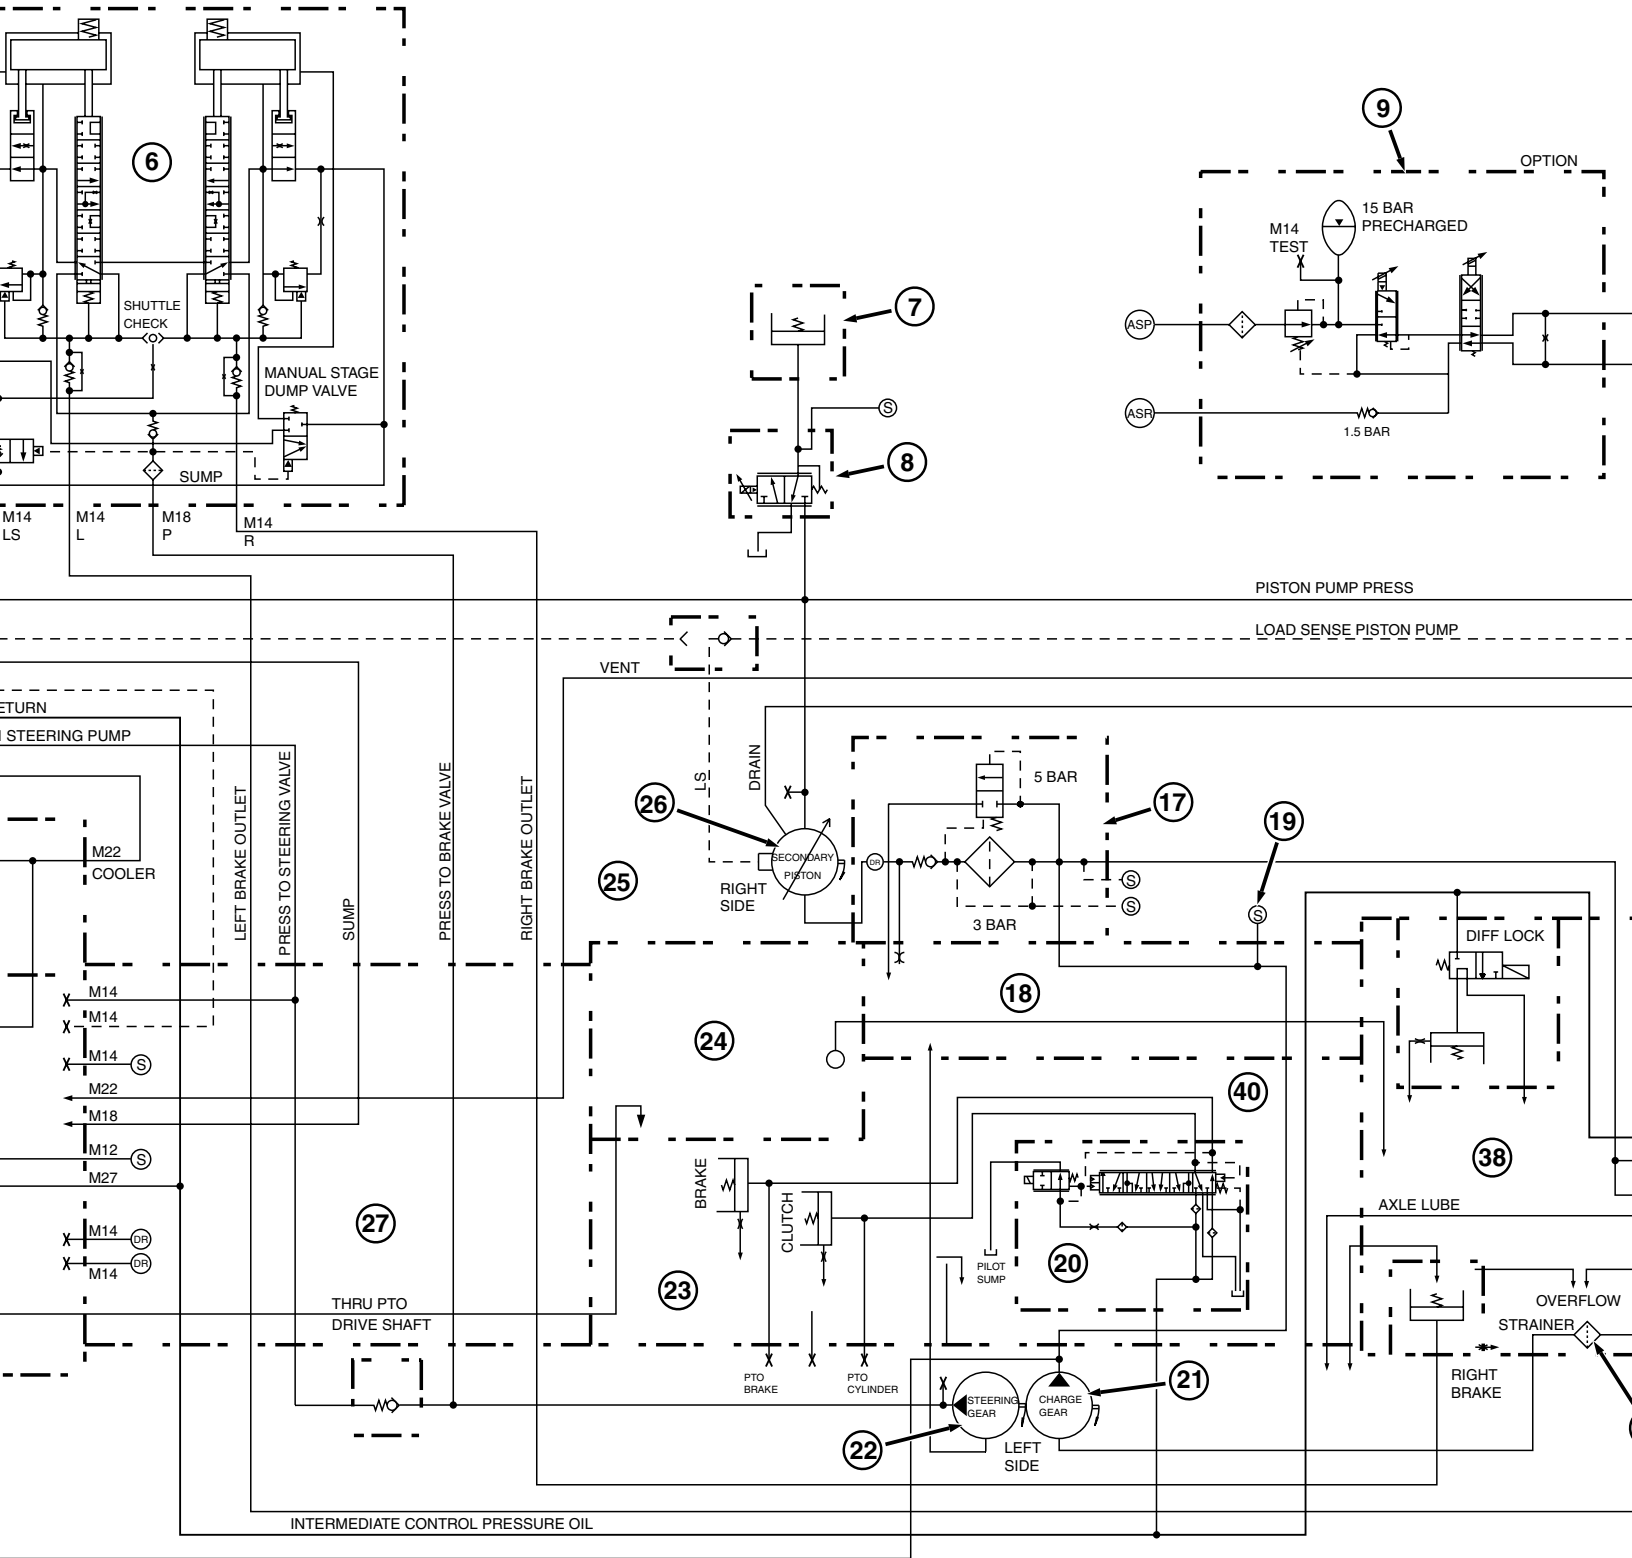 9
OPTION
6
15 BAR
PRECHARGED
M14
TEST
7
SHUTTLE
CHECK
ASP
MANUAL STAGE
DUMP VALVE
S
ASR
1.5 BAR
8
SUMP
M14
LS
M14
L
M18
P
M14
R
PISTON PUMP PRESS
LOAD SENSE PISTON PUMP
VENT
ETURN
STEERING PUMP
LEFT BRAKE OUTLET
PRESS TO STEERING VALVE
SUMP
PRESS TO BRAKE VALVE
RIGHT BRAKE OUTLET
LS
DRAIN
5 BAR
26
17
19
M22
COOLER
25
SECONDARY
PISTON
RIGHT
SIDE
DR
S
S
3 BAR
S
DIFF LOCK
M14
M14
18
24
M14
S
M22
M18
40
M12
S
M27
BRAKE
CLUTCH
38
AXLE LUBE
27
M14
DR
M14
DR
PILOT
SUMP
20
23
THRU PTO
DRIVE SHAFT
OVERFLOW
STRAINER
PTO
BRAKE
PTO
CYLINDER
STEERING
GEAR
CHARGE
GEAR
21
RIGHT
BRAKE
22
LEFT
SIDE
INTERMEDIATE CONTROL PRESSURE OIL